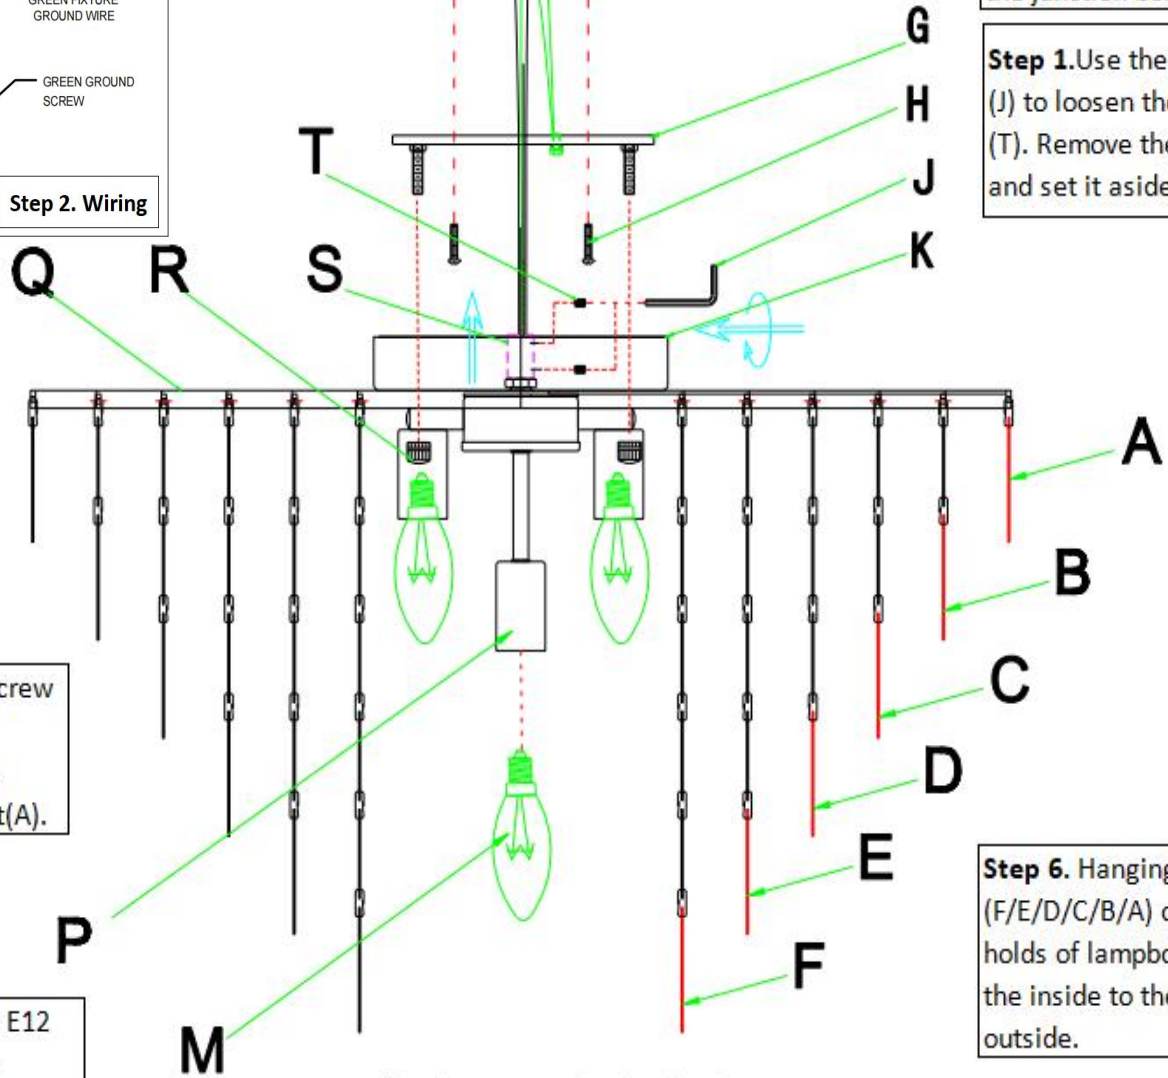 GREEN FIXTURE
GROUND WIRE
GREEN GROUND
SCREW
Step 2. Wiring
G
H
Step 1.Use the
(J) to loosen the
(T). Remove the
and set it aside
T
J
K
Q
R
S
A
B
C
D
E
F
crew
t(A).
P
M
E12
Step 6. Hanging
(F/E/D/C/B/A)
holds of lampbo
the inside to the
outside.